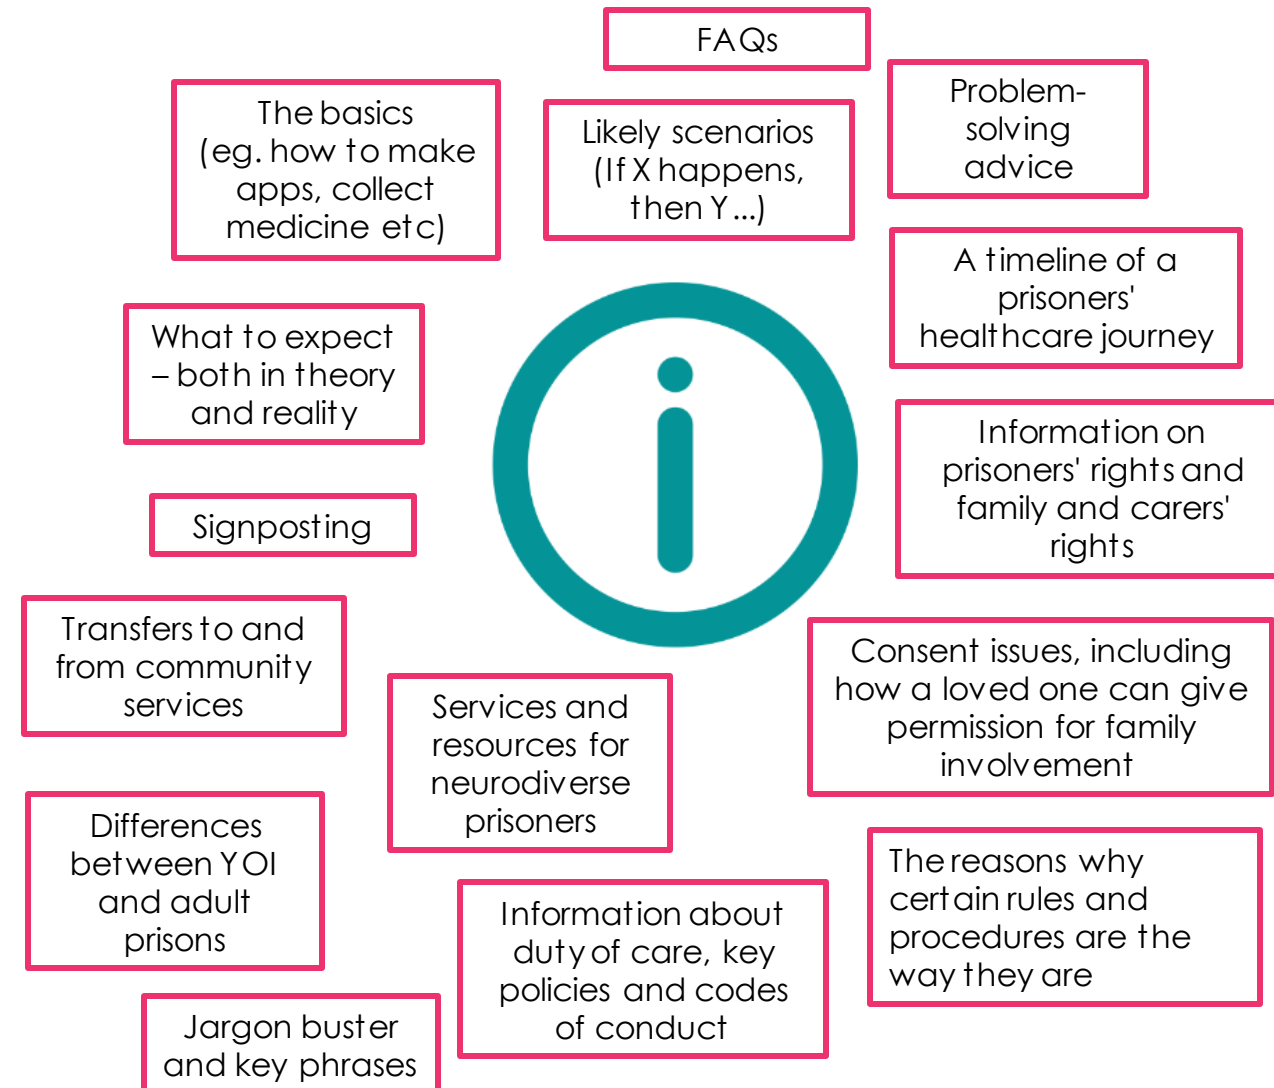 FAQs
The basics
(eg. how to make
apps, collect
medicine etc)
Likely scenarios
(If X happens,
then Y...)
Problem-
solving
advice
What to expect
– both in theory
and reality
A timeline of a
prisoners'
healthcare journey
Signposting
Information on
prisoners' rights and
family and carers'
rights
Transfers to and
from community
services
Services and
resources for
neurodiverse
prisoners
Consent issues, including
how a loved one can give
permission for family
involvement
Differences
between YOI
and adult
prisons
Information about
duty of care, key
policies and codes
of conduct
The reasons why
certain rules and
procedures are the
way they are
Jargon buster
and key phrases